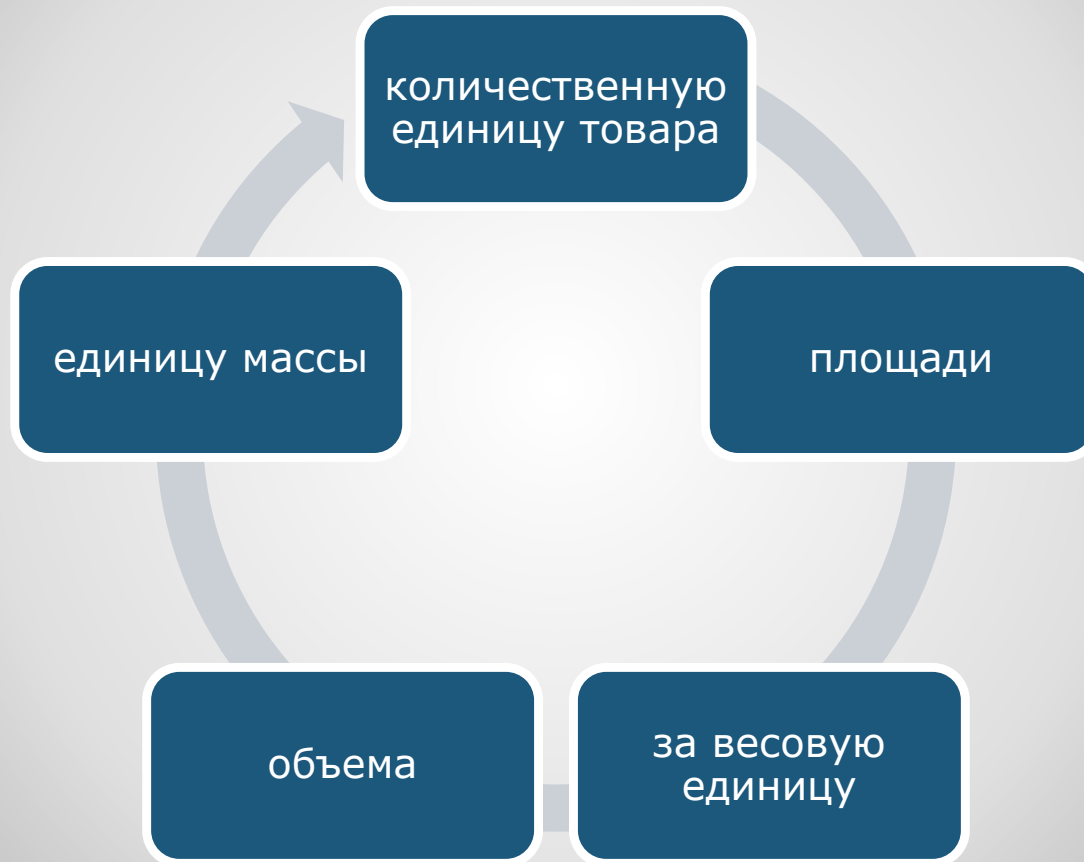 количественную
единицу товара
площади
за весовую
единицу
объема
единицу массы